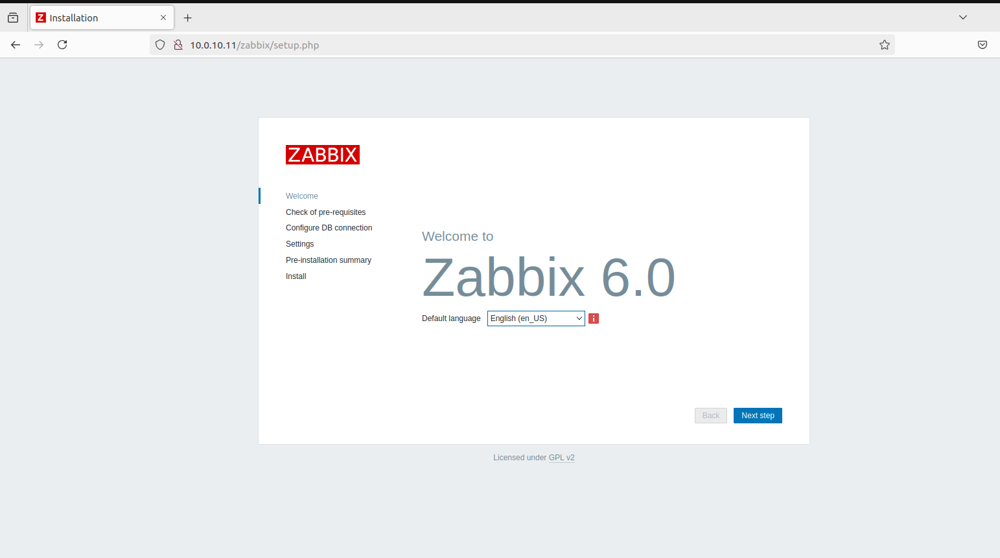 Installation
10.0.10.11/zabbix/setup.php
ZABBIX
Welcome
Check of pre-requisites
Configure DB connection
Settings
Pre-installation summary
Install
Welcome to
Zabbix 6.0
Default language English (en_US)
Back Next step
Licensed under GPL v2